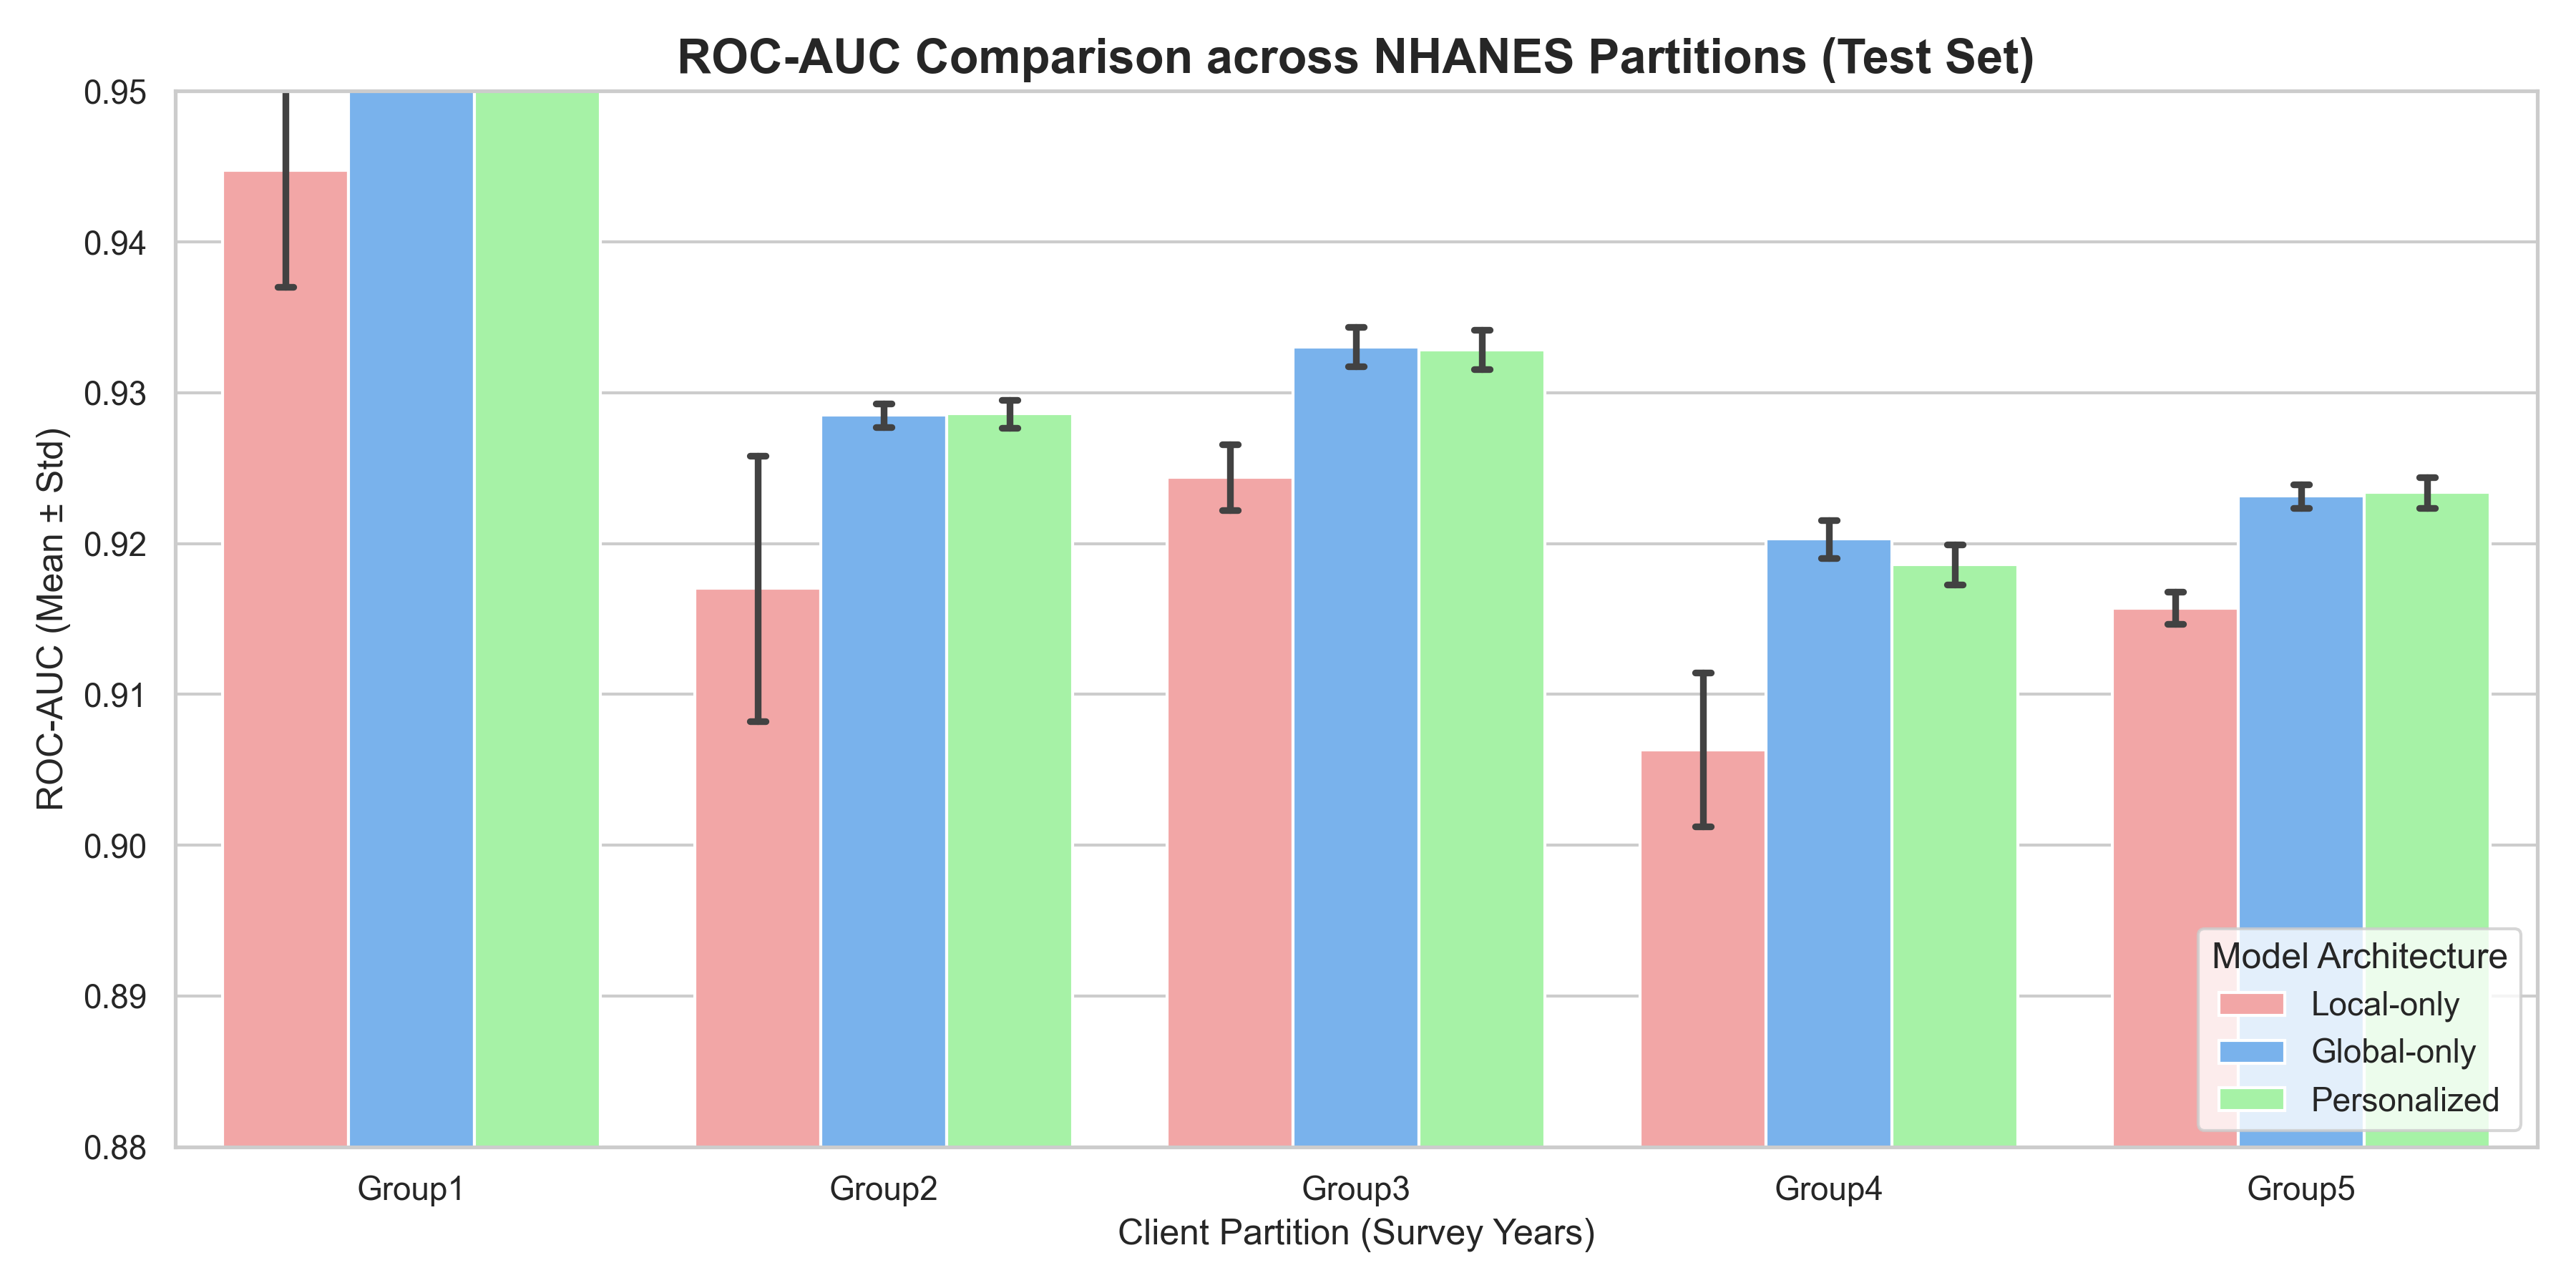 ROC-AUC Comparison across NHANES Partitions (Test Set)
ROC-AUC (Mean ± Std)
0.95
0.94
0.93
0.92
0.91
0.90
0.89
0.88
Group1
Group2
Group3
Group4
Group5
Client Partition (Survey Years)
Model Architecture
Local-only
Global-only
Personalized